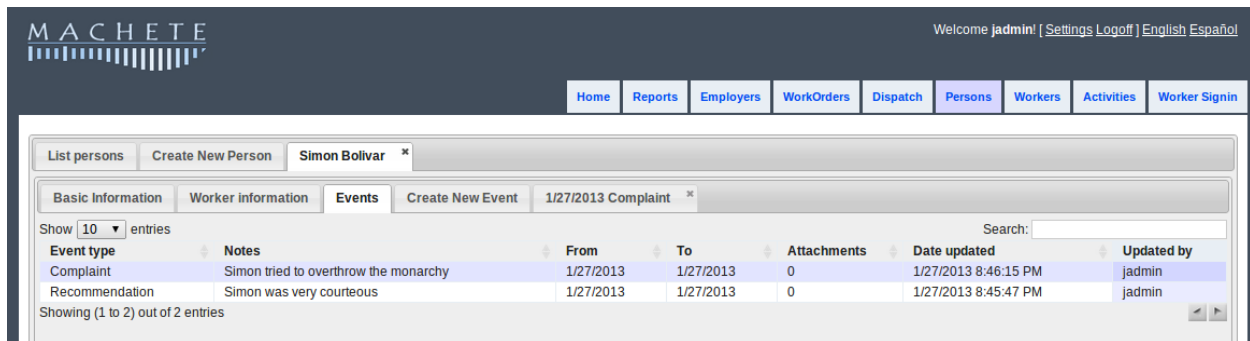 MACHETE
Welcome jadmin! [ Settings Logoff ] English Español
Home Reports Employers WorkOrders Dispatch Persons Workers Activities Worker Signin
List persons Create New Person Simon Bolivar ×
Basic Information Worker information Events Create New Event 1/27/2013 Complaint ×
Show 10 entries Search:
Event type Notes From To Attachments Date updated Updated by
Complaint Simon tried to overthrow the monarchy 1/27/2013 1/27/2013 0 1/27/2013 8:46:15 PM jadmin
Recommendation Simon was very courteous 1/27/2013 1/27/2013 0 1/27/2013 8:45:47 PM jadmin
Showing (1 to 2) out of 2 entries